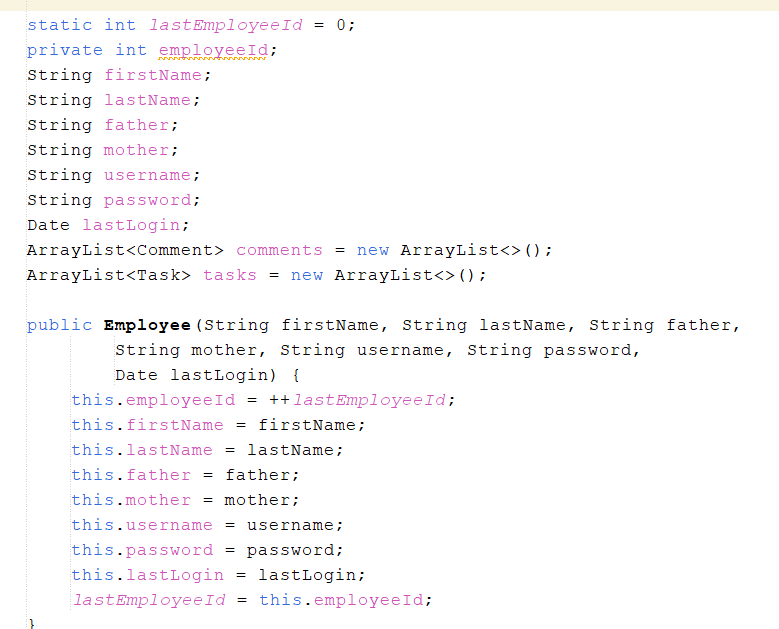 static int lastEmployeeId = 0;
private int employeeId;
String firstName;
String lastName;
String father;
String mother;
String username;
String password;
Date lastLogin;
ArrayList<Comment> comments = new ArrayList<>();
ArrayList<Task> tasks = new ArrayList<>();
public Employee(String firstName, String lastName, String father,
String mother, String username, String password,
Date lastLogin) {
this.employeeId = ++lastEmployeeId;
this.firstName = firstName;
this.lastName = lastName;
this.father = father;
this.mother = mother;
this.username = username;
this.password = password;
this.lastLogin = lastLogin;
lastEmployeeId = this.employeeId;
}